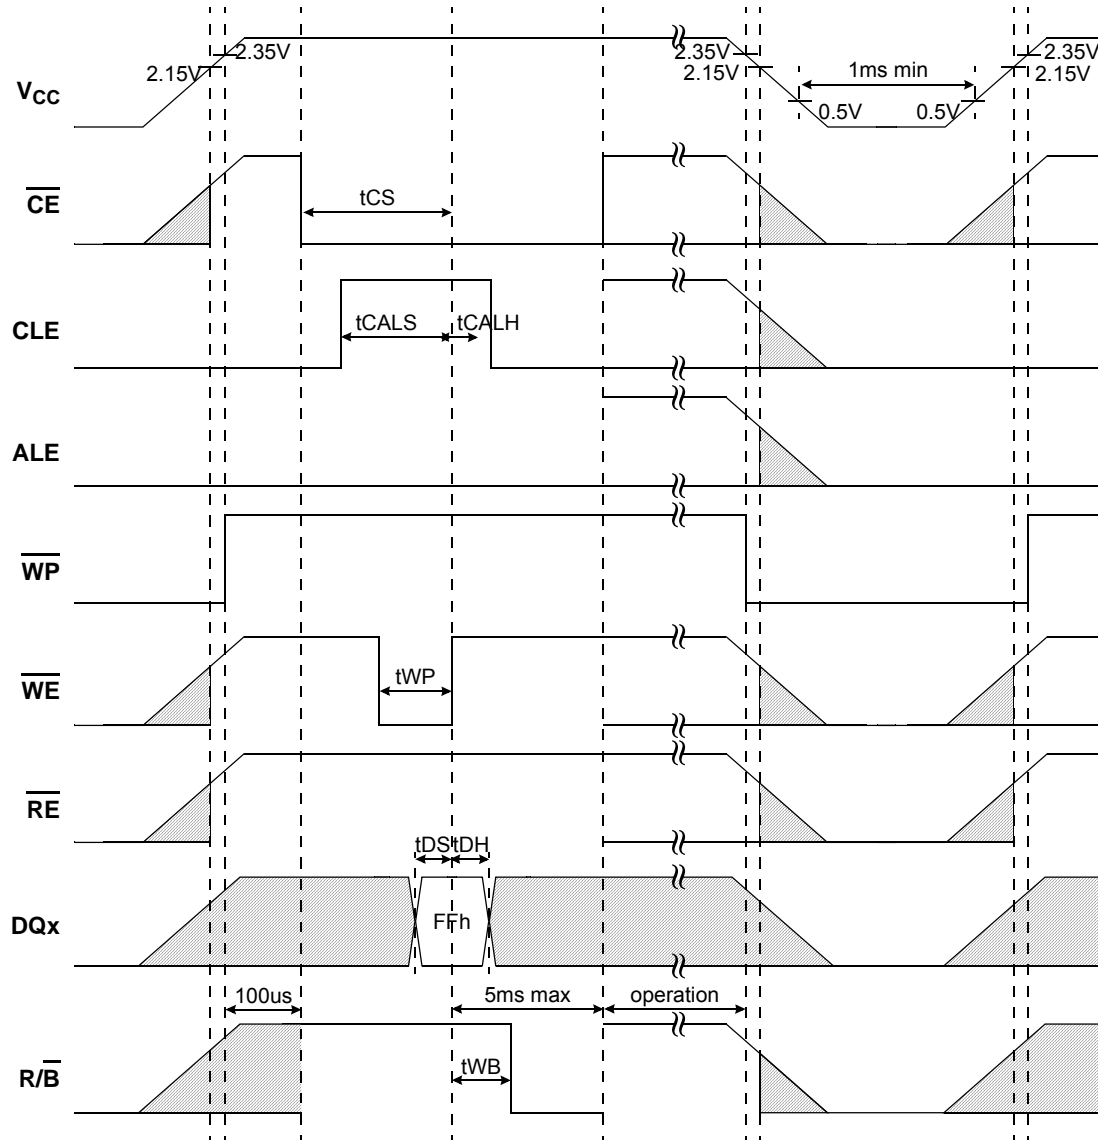 2.35V 2.35V 2.35V
2.15V 2.15V 1ms min 2.15V
VCC
0.5V 0.5V
CE
tCS
CLE
tCALS tCALH
ALE
WP
WE
tWP
RE
tDS tDH
DQx
FFh
100us 5ms max operation
R/B
tWB